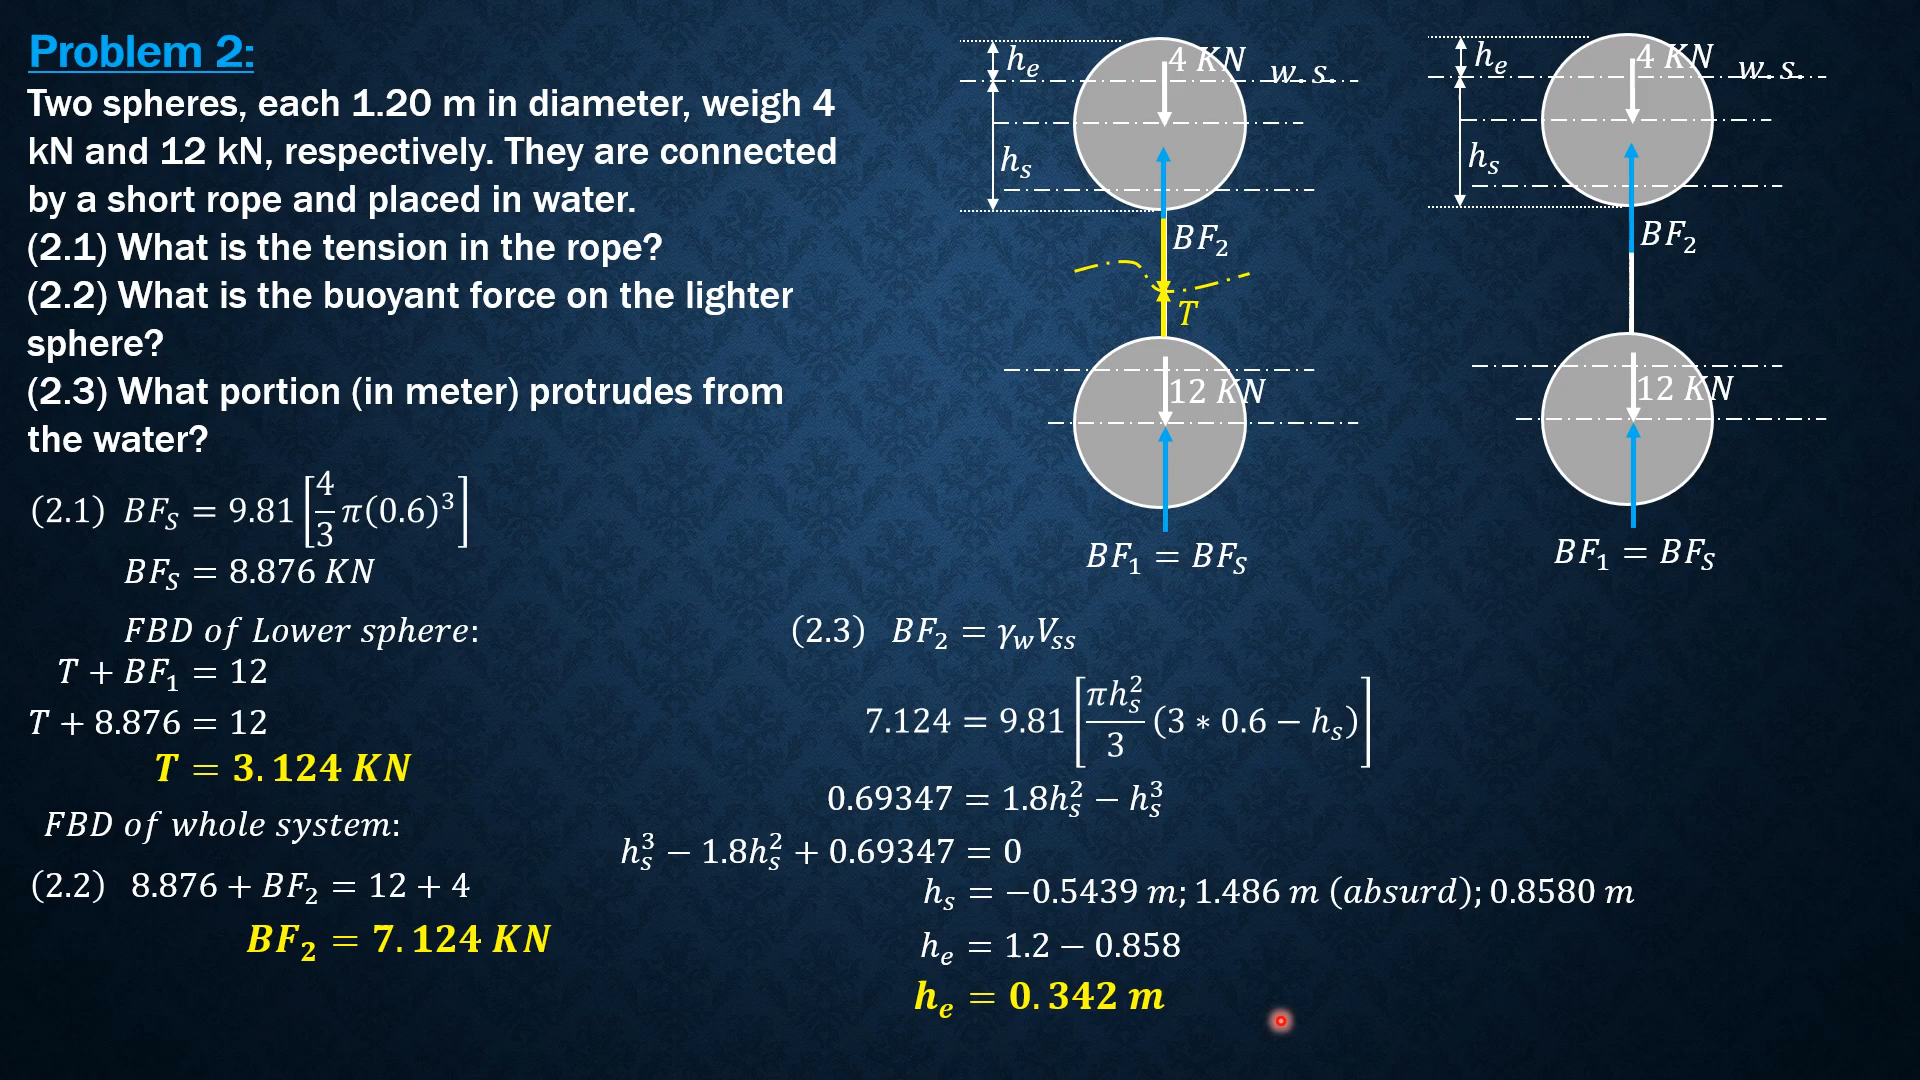 Problem 2:
Two spheres, each 1.20 m in diameter, weigh 4
kN and 12 kN, respectively. They are connected
by a short rope and placed in water.
(2.1) What is the tension in the rope?
(2.2) What is the buoyant force on the lighter
sphere?
(2.3) What portion (in meter) protrudes from
the water?
(2.1) BF_S = 9.81 [4/3 π(0.6)^3]
BF_S = 8.876 KN
FBD of Lower sphere:
T + BF_1 = 12
T + 8.876 = 12
T = 3.124 KN
FBD of whole system:
(2.2) 8.876 + BF_2 = 12 + 4
BF_2 = 7.124 KN
h_e
4 KN
w.s.
h_s
BF_2
T
12 KN
BF_1 = BF_S
h_e
4 KN
w.s.
h_s
BF_2
12 KN
BF_1 = BF_S
(2.3) BF_2 = γ_w V_ss
7.124 = 9.81 [πh_s^2/3 (3 * 0.6 − h_s)]
0.69347 = 1.8h_s^2 − h_s^3
h_s^3 − 1.8h_s^2 + 0.69347 = 0
h_s = −0.5439 m; 1.486 m (absurd); 0.8580 m
h_e = 1.2 − 0.858
h_e = 0.342 m